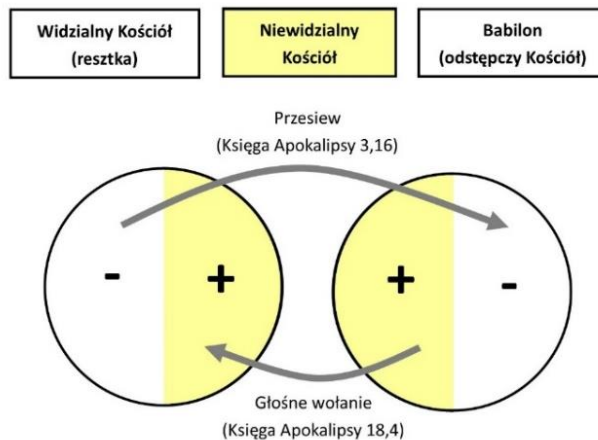 Widzialny Kościół
(resztka)
Niewidzialny
Kościół
Babilon
(odstępczy Kościół)
Przesiew
(Księga Apokalipsy 3,16)
- + + -
Głośne wołanie
(Księga Apokalipsy 18,4)